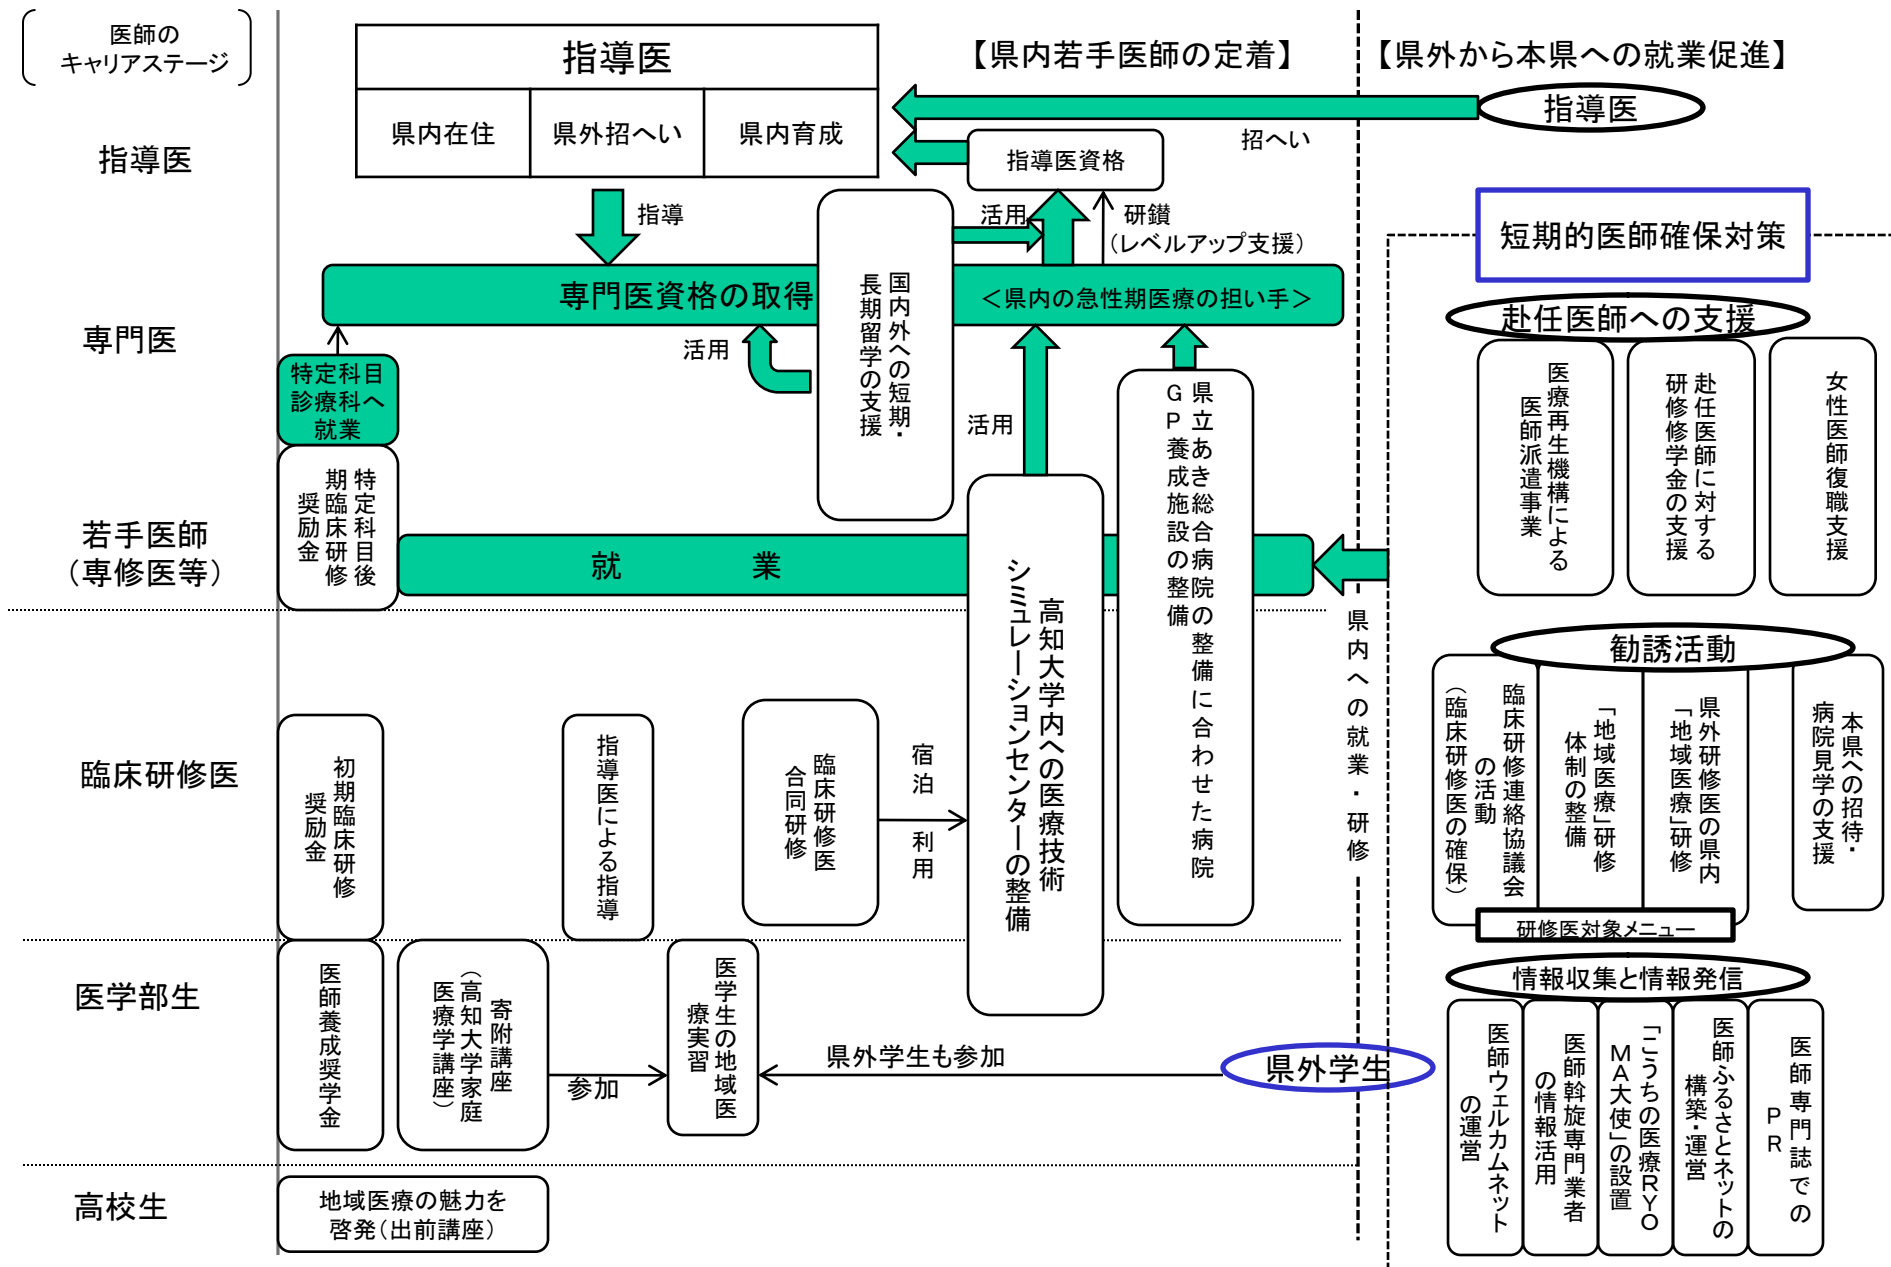 医師の
キャリアステージ
指導医
県内在住
県外招へい
県内育成
【県内若手医師の定着】
【県外から本県への就業促進】
指導医
招へい
指導医
指導医資格
指導
活用
研鑚
（レベルアップ支援）
短期的医師確保対策
専門医
専門医資格の取得
＜県内の急性期医療の担い手＞
国内外への短期・
長期留学の支援
活用
活用
特定科目
診療科へ
就業
特定科目後
期臨床研修
奨励金
県立あき総合病院の整備に合わせた病院
ＧＰ養成施設の整備
赴任医師への支援
医療再生機構による
医師派遣事業
赴任医師に対する
研修修学金の支援
女性医師復職支援
若手医師
（専修医等）
就　業
県内への就業・研修
高知大学内への医療技術
シミュレーションセンターの整備
勧誘活動
臨床研修連絡協議会
の活動
（臨床研修医の確保）
「地域医療」研修
体制の整備
県外研修医の県内
「地域医療」研修
本県への招待・
病院見学の支援
研修医対象メニュー
臨床研修医
初期臨床研修
奨励金
指導医による指導
臨床研修医
合同研修
宿泊
利用
医学部生
医師養成奨学金
寄附講座
（高知大学家庭
医療学講座）
参加
医学生の地域医
療実習
県外学生も参加
県外学生
情報収集と情報発信
医師ウェルカムネット
の運営
医師斡旋専門業者
の情報活用
「こうちの医療ＲＹＯ
ＭＡ大使」の設置
医師ふるさとネットの
構築・運営
医師専門誌での
ＰＲ
高校生
地域医療の魅力を
啓発（出前講座）